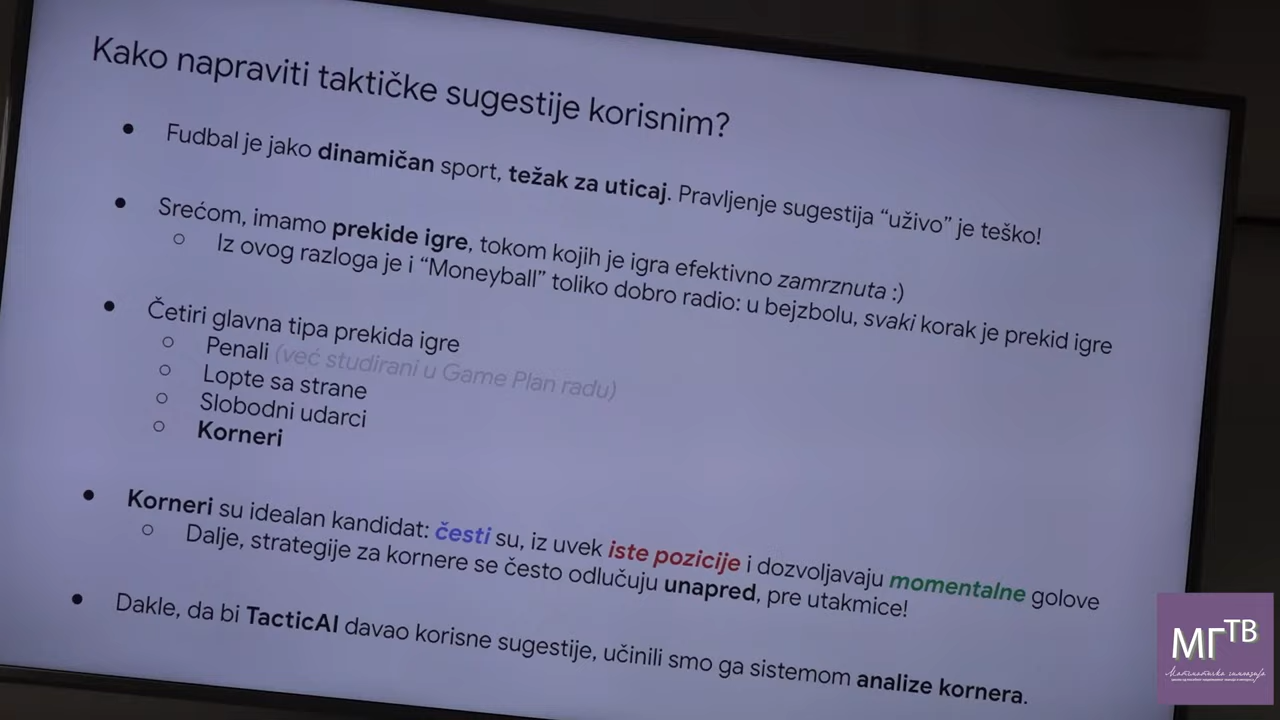 Kako napraviti taktičke sugestije korisnim?
● Fudbal je jako dinamičan sport, težak za uticaj. Pravljenje sugestija “uživo” je teško!
● Srećom, imamo prekide igre, tokom kojih je igra efektivno zamrznuta :)
○ Iz ovog razloga je i “Moneyball” toliko dobro radio: u bejzbolu, svaki korak je prekid igre
● Četiri glavna tipa prekida igre
○ Penali (već studirani u Game Plan radu)
○ Lopte sa strane
○ Slobodni udarci
○ Korneri
● Korneri su idealan kandidat: česti su, iz uvek iste pozicije i dozvoljavaju momentalne golove
○ Dalje, strategije za kornere se često odlučuju unapred, pre utakmice!
● Dakle, da bi TacticAI davao korisne sugestije, učinili smo ga sistemom analize kornera.
МГТВ
Математичка гимназија